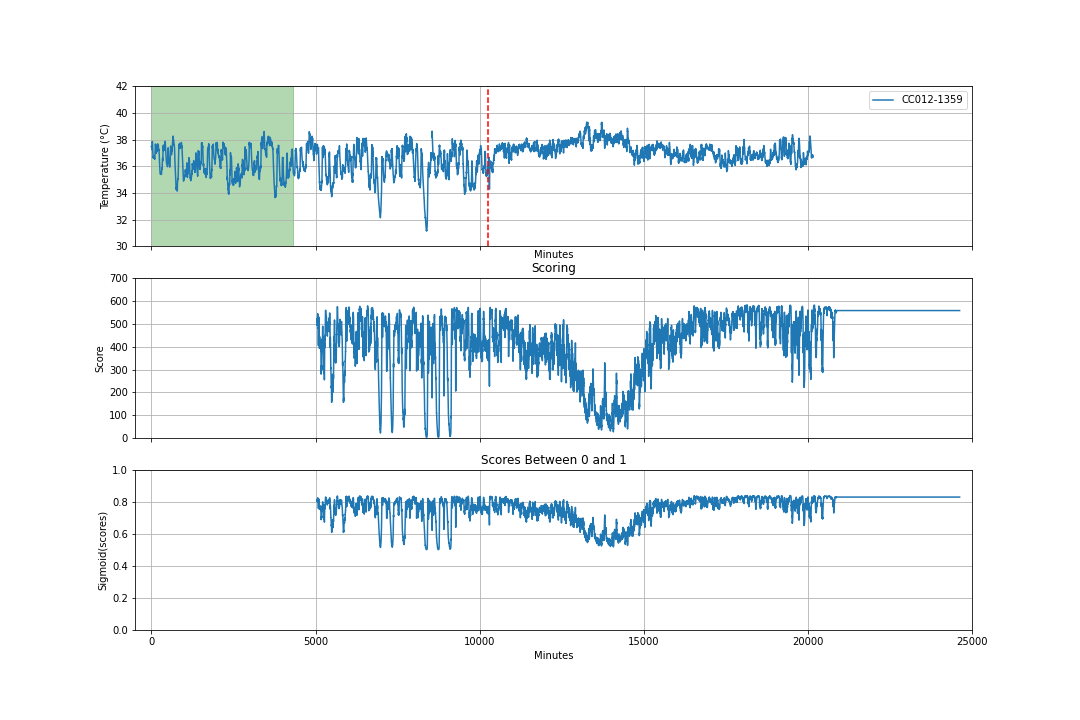 42
40
38
36
34
32
30
Temperature (°C)
CC012-1359
Minutes
Scoring
700
600
500
400
300
200
100
0
Score
Scores Between 0 and 1
1.0
0.8
0.6
0.4
0.2
0.0
Sigmoid(scores)
0 5000 10000 15000 20000 25000
Minutes